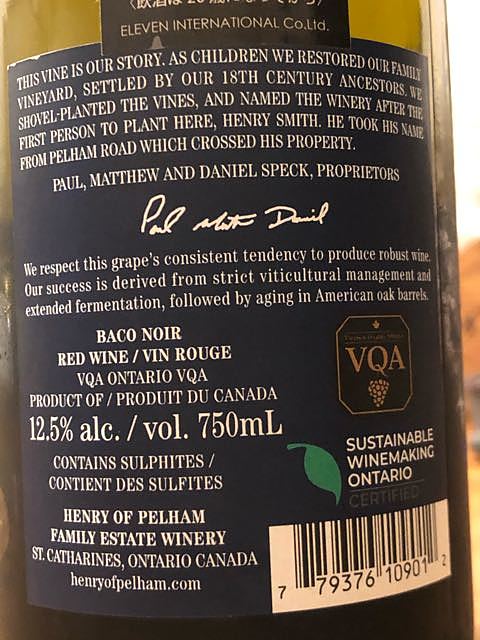 ELEVEN INTERNATIONAL Co.Ltd.
THIS VINE IS OUR STORY. AS CHILDREN WE RESTORED OUR FAMILY
VINEYARD, SETTLED BY OUR 18TH CENTURY ANCESTORS. WE
SHOVEL-PLANTED THE VINES, AND NAMED THE WINERY AFTER THE
FIRST PERSON TO PLANT HERE, HENRY SMITH. HE TOOK HIS NAME
FROM PELHAM ROAD WHICH CROSSED HIS PROPERTY.
PAUL, MATTHEW AND DANIEL SPECK, PROPRIETORS
Paul Matthew Daniel
We respect this grape's consistent tendency to produce robust wine.
Our success is derived from strict viticultural management and
extended fermentation, followed by aging in American oak barrels.
BACO NOIR
RED WINE / VIN ROUGE
VQA ONTARIO VQA
PRODUCT OF / PRODUIT DU CANADA
12.5% alc. / vol. 750mL
CONTAINS SULPHITES /
CONTIENT DES SULFITES
HENRY OF PELHAM
FAMILY ESTATE WINERY
ST. CATHARINES, ONTARIO CANADA
henryofpelham.com
VQA
SUSTAINABLE
WINEMAKING
ONTARIO
CERTIFIED
7 79376 10901 2